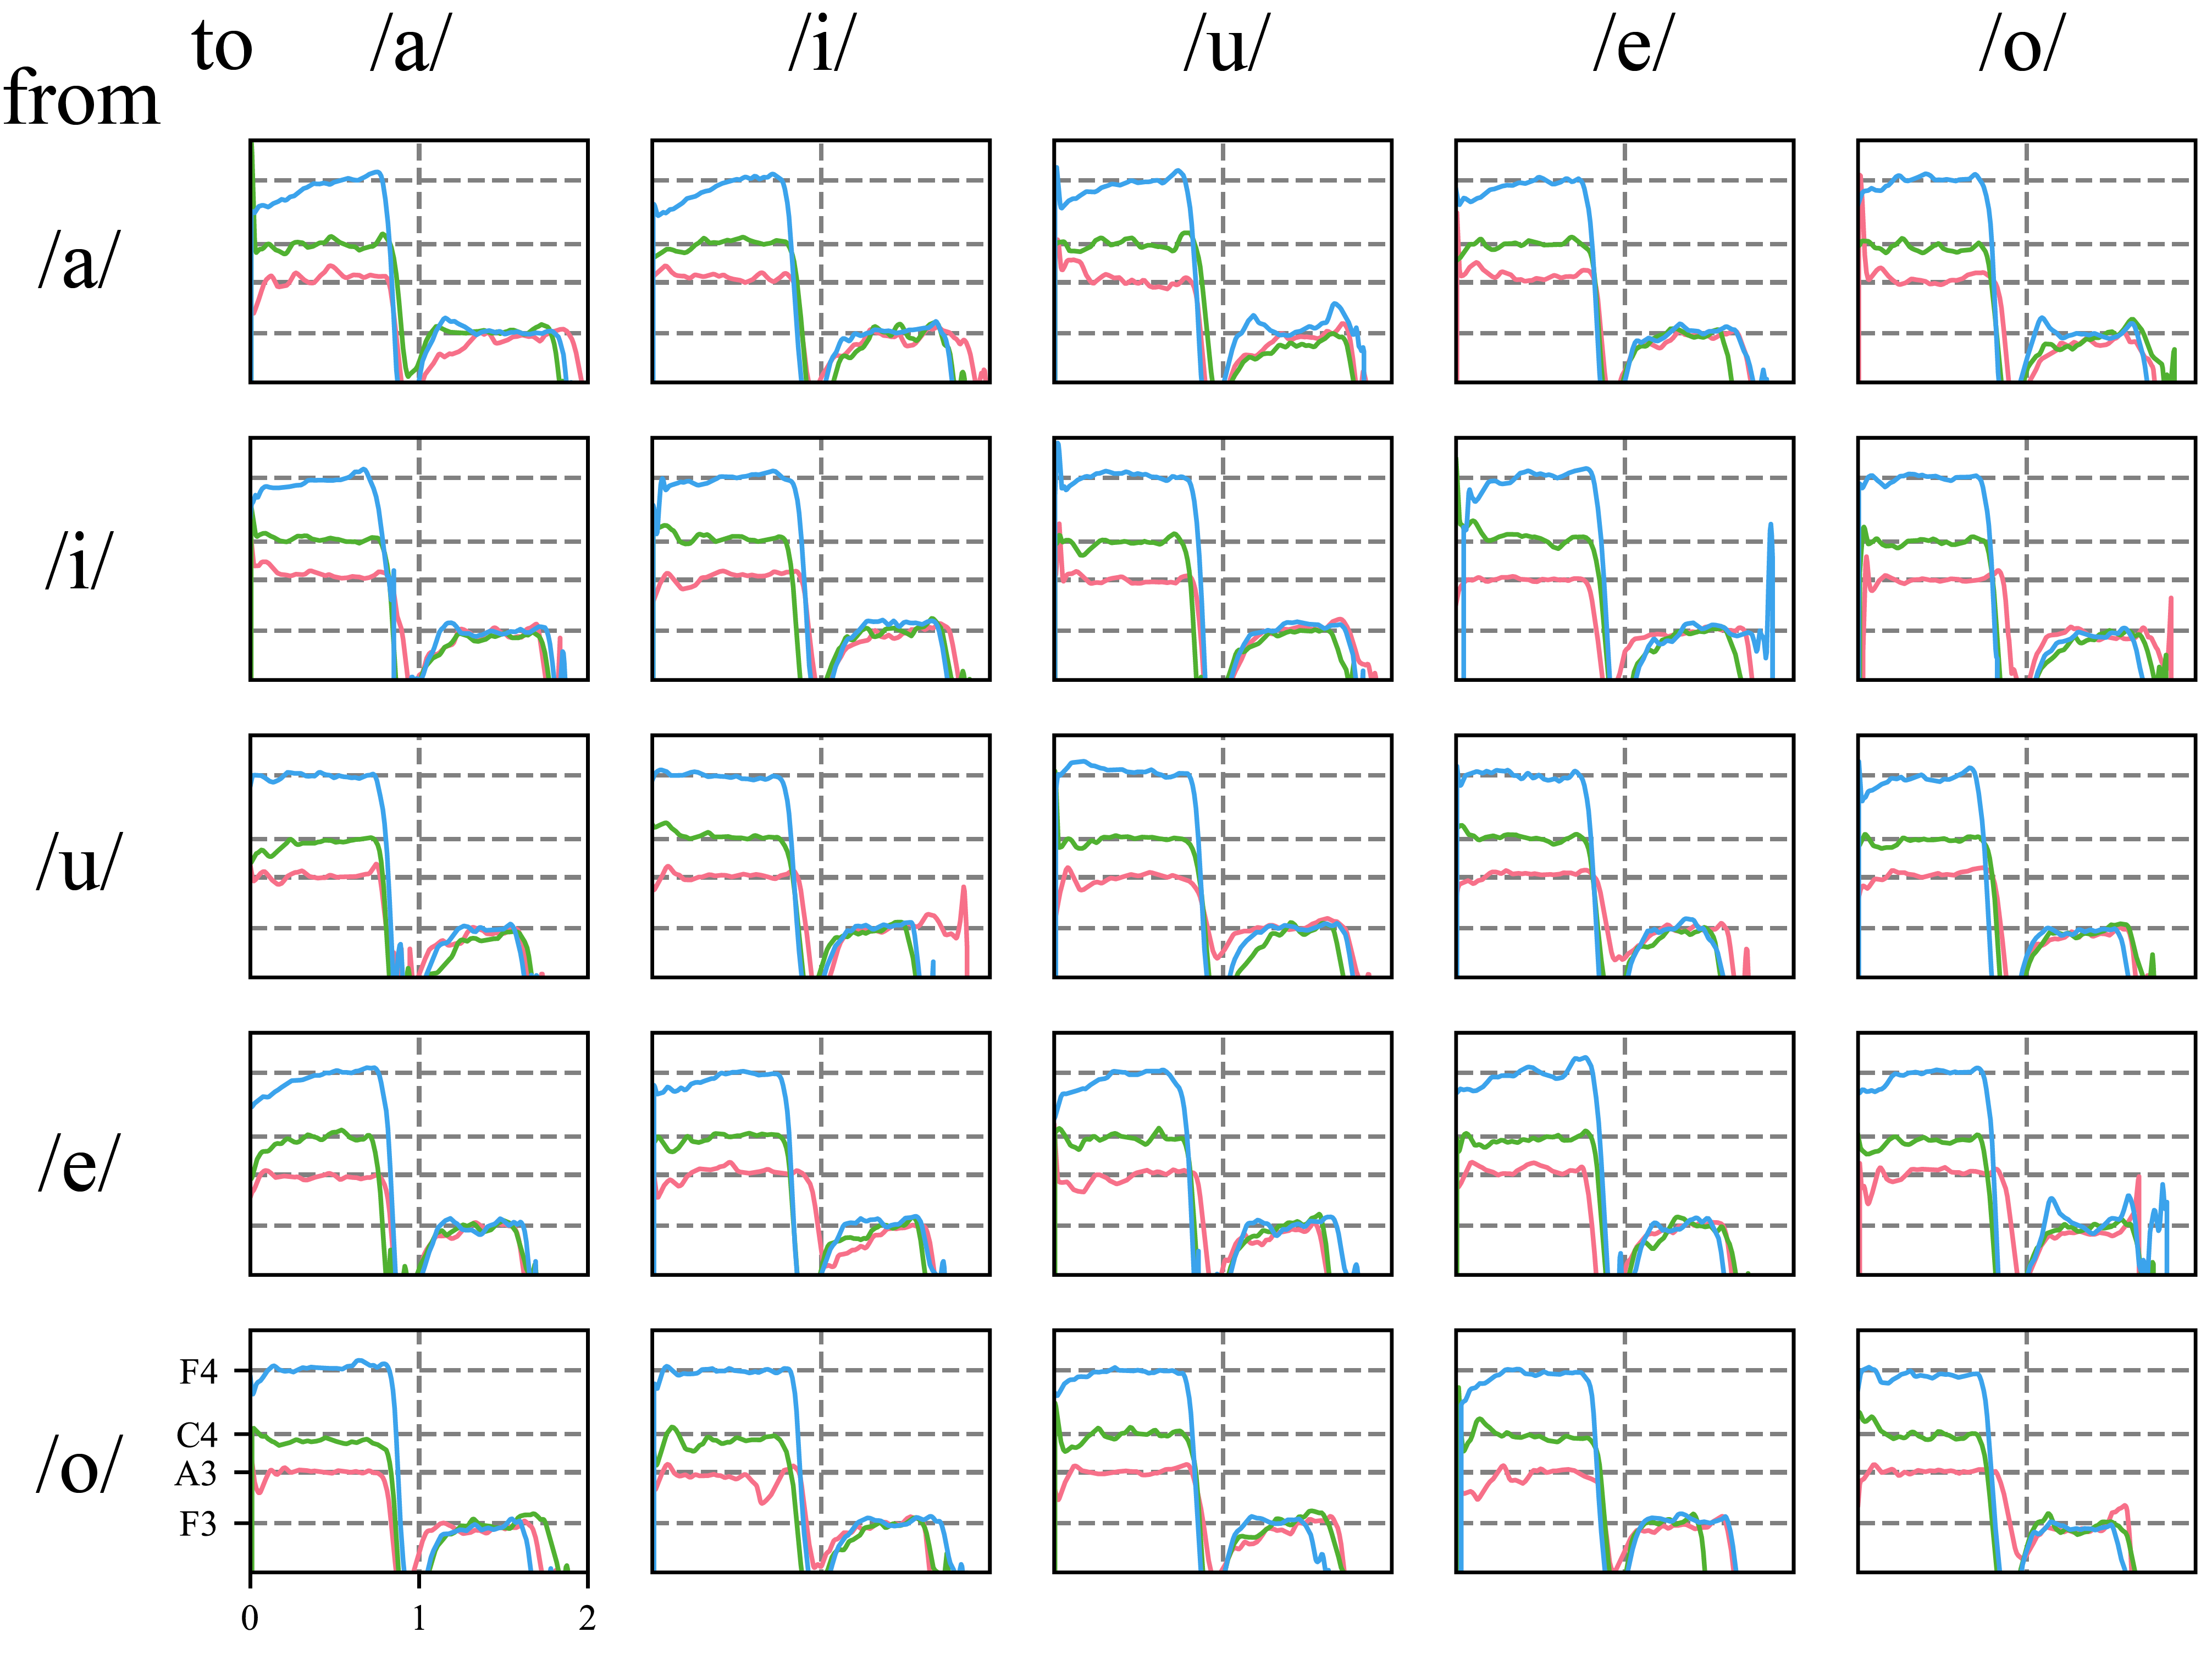 to /a/ /i/ /u/ /e/ /o/
from
/a/
/i/
/u/
/e/
/o/
F4
C4
A3
F3
0 1 2